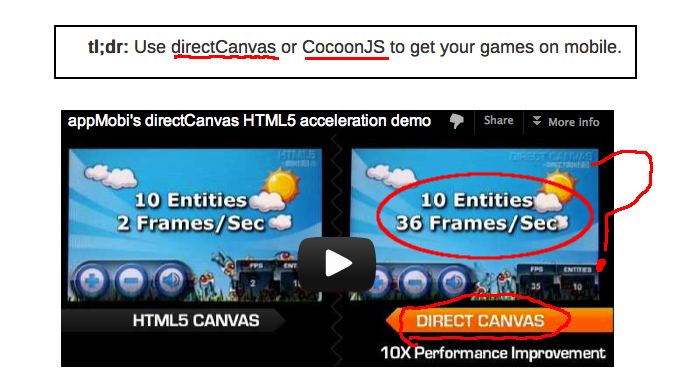 tl;dr: Use directCanvas or CocoonJS to get your games on mobile.
appMobi's directCanvas HTML5 acceleration demo
Share
More info
HTML5
DIRECT CANVAS
10 Entities
2 Frames/Sec
10 Entities
36 Frames/Sec
FPS
2
FPS
ENTITIES
35
10
HTML5 CANVAS
DIRECT CANVAS
10X Performance Improvement